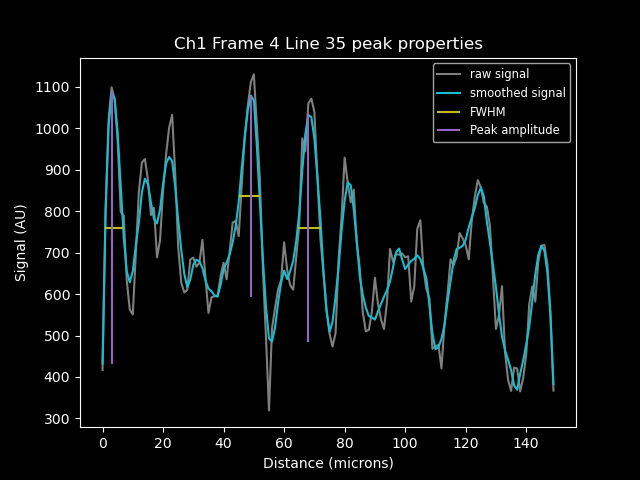 Ch1 Frame 4 Line 35 peak properties
raw signal
smoothed signal
FWHM
Peak amplitude
Signal (AU)
1100
1000
900
800
700
600
500
400
300
0 20 40 60 80 100 120 140
Distance (microns)